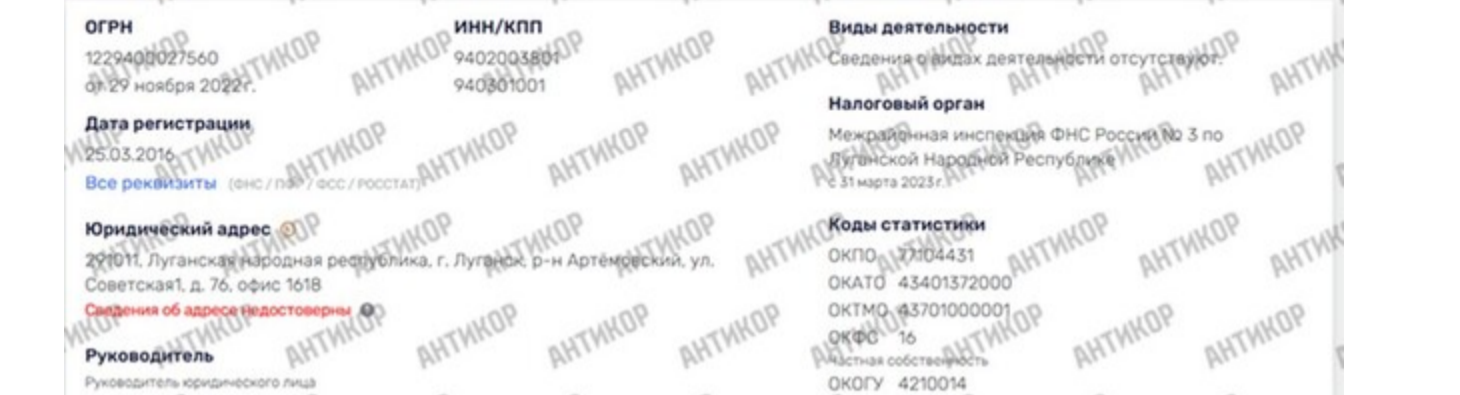 ОГРН
1229400027560
от 29 ноября 2022г.
Дата регистрации
25.03.2016
Все реквизиты (ФНС / ПФР / ФСС / РОССТАТ)
ИНН/КПП
9402003801
940301001
Юридический адрес
291011, Луганская народная республика, г. Луганск, р-н Артёмовский, ул.
Советская1, д. 76, офис 1618
Сведения об адресе недостоверны
Руководитель
Руководитель юридического лица
Виды деятельности
Сведения о видах деятельности отсутствуют.
Налоговый орган
Межрайонная инспекция ФНС России № 3 по
Луганской Народной Республике
с 31 марта 2023 г.
Коды статистики
ОКПО 77104431
ОКАТО 43401372000
ОКТМО 43701000001
ОКФС 16
Частная собственность
ОКОГУ 4210014
АНТИКОР